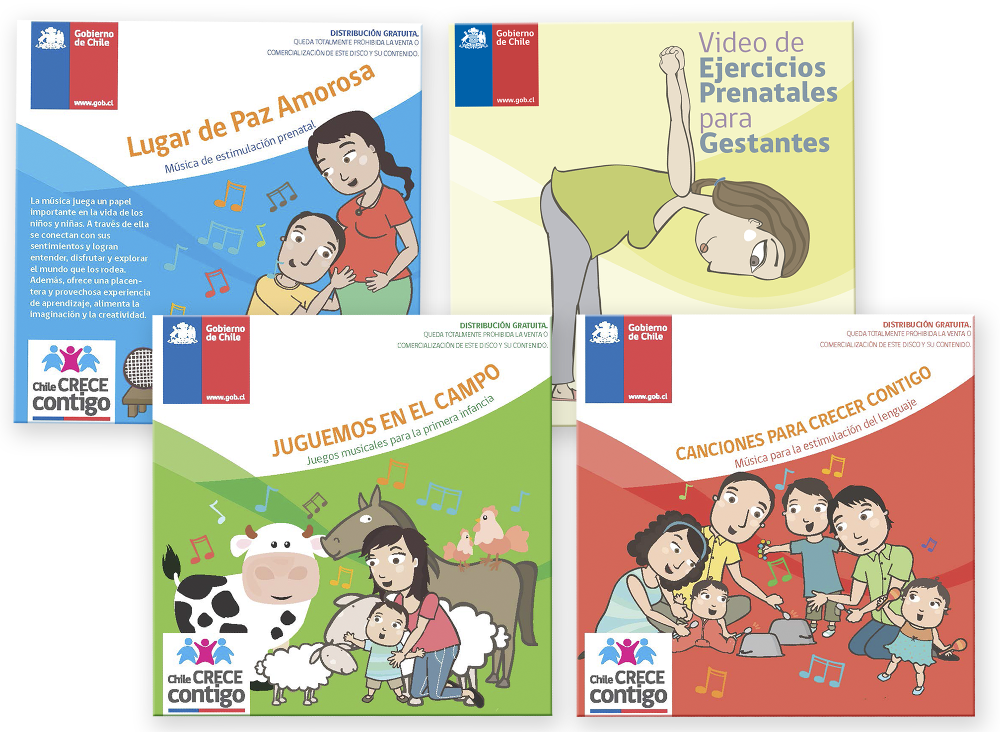 Gobierno
de Chile
www.gob.cl
DISTRIBUCIÓN GRATUITA.
QUEDA TOTALMENTE PROHIBIDA LA VENTA O
COMERCIALIZACIÓN DE ESTE DISCO Y SU CONTENIDO.
Lugar de Paz Amorosa
Música de estimulación prenatal
La música juega un papel
importante en la vida de los
niños y niñas. A través de ella
se conectan con sus
sentimientos y logran
entender, disfrutar y explorar
el mundo que los rodea.
Además, ofrece una placen-
tera y provechosa experiencia
de aprendizaje, alimenta la
imaginación y la creatividad.
Chile CRECE
contigo
Gobierno
de Chile
www.gob.cl
Video de
Ejercicios
Prenatales
para
Gestantes
Gobierno
de Chile
www.gob.cl
DISTRIBUCIÓN GRATUITA.
QUEDA TOTALMENTE PROHIBIDA LA VENTA O
COMERCIALIZACIÓN DE ESTE DISCO Y SU CONTENIDO.
JUGUEMOS EN EL CAMPO
Juegos musicales para la primera infancia
Chile CRECE
contigo
Gobierno
de Chile
www.gob.cl
DISTRIBUCIÓN GRATUITA.
QUEDA TOTALMENTE PROHIBIDA LA VENTA O
COMERCIALIZACIÓN DE ESTE DISCO Y SU CONTENIDO.
CANCIONES PARA CRECER CONTIGO
Música para la estimulación del lenguaje
Chile CRECE
contigo